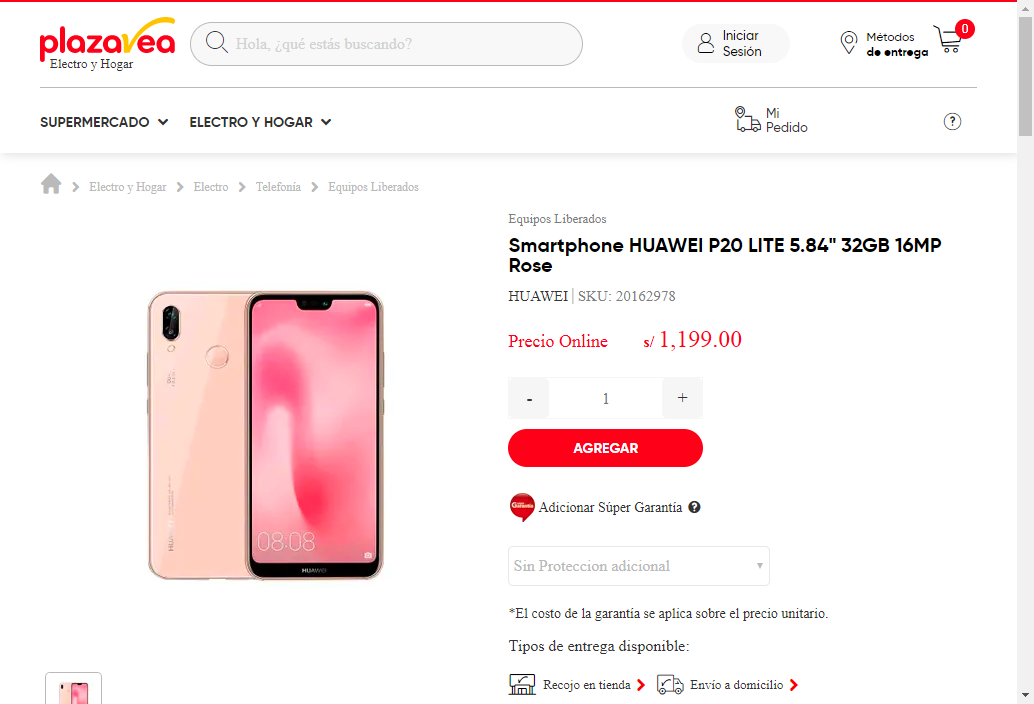 plazavea
Electro y Hogar
Hola, ¿qué estás buscando?
Iniciar
Sesión
Métodos
de entrega
0
SUPERMERCADO
ELECTRO Y HOGAR
Mi
Pedido
?
Electro y Hogar
Electro
Telefonía
Equipos Liberados
Equipos Liberados
Smartphone HUAWEI P20 LITE 5.84" 32GB 16MP
Rose
HUAWEI | SKU: 20162978
Precio Online s/ 1,199.00
- 1 +
AGREGAR
Garantía
Adicionar Súper Garantía ?
Sin Proteccion adicional
*El costo de la garantía se aplica sobre el precio unitario.
Tipos de entrega disponible:
Recojo en tienda
Envío a domicilio
08:08
HUAWEI
HUAWEI